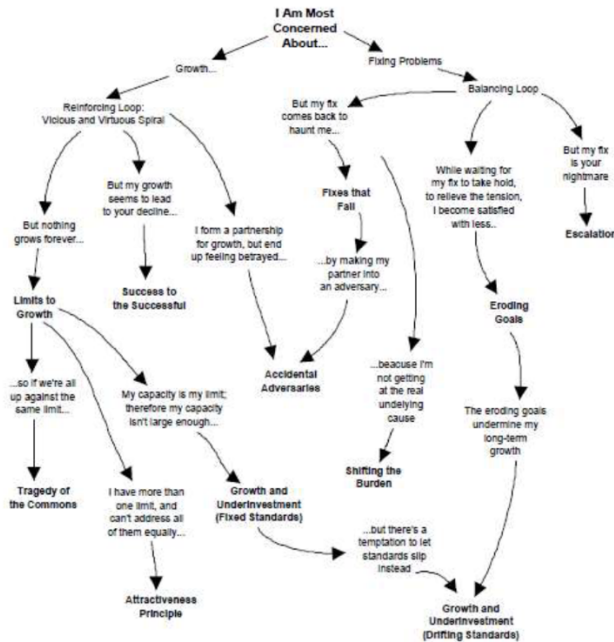 I Am Most
Concerned
About...
Growth...
Fixing Problems
Reinforcing Loop:
Vicious and Virtuous Spiral
Balancing Loop
But my fix
comes back to
haunt me...
But my growth
seems to lead
to your decline...
While waiting for
my fix to take hold,
to relieve the tension,
I become satisfied
with less..
But my fix
is your
nightmare
Fixes that
Fail
But nothing
grows forever...
I form a partnership
for growth, but end
up feeling betrayed...
Escalation
...by making my
partner into
an adversary...
Success to
the Successful
Limits to
Growth
Eroding
Goals
Accidental
Adversaries
...so if we're all
up against the
same limit...
My capacity is my limit;
therefore my capacity
isn't large enough...
...beacuse I'm
not getting
at the real
undelying
cause
The eroding goals
undermine my
long-term
growth
Tragedy of
the Commons
I have more than
one limit, and
can't address all
of them equally...
Growth and
Underinvestment
(Fixed Standards)
Shifting the
Burden
...but there's a
temptation to let
standards slip
instead
Attractiveness
Principle
Growth and
Underinvestment
(Drifting Standards)